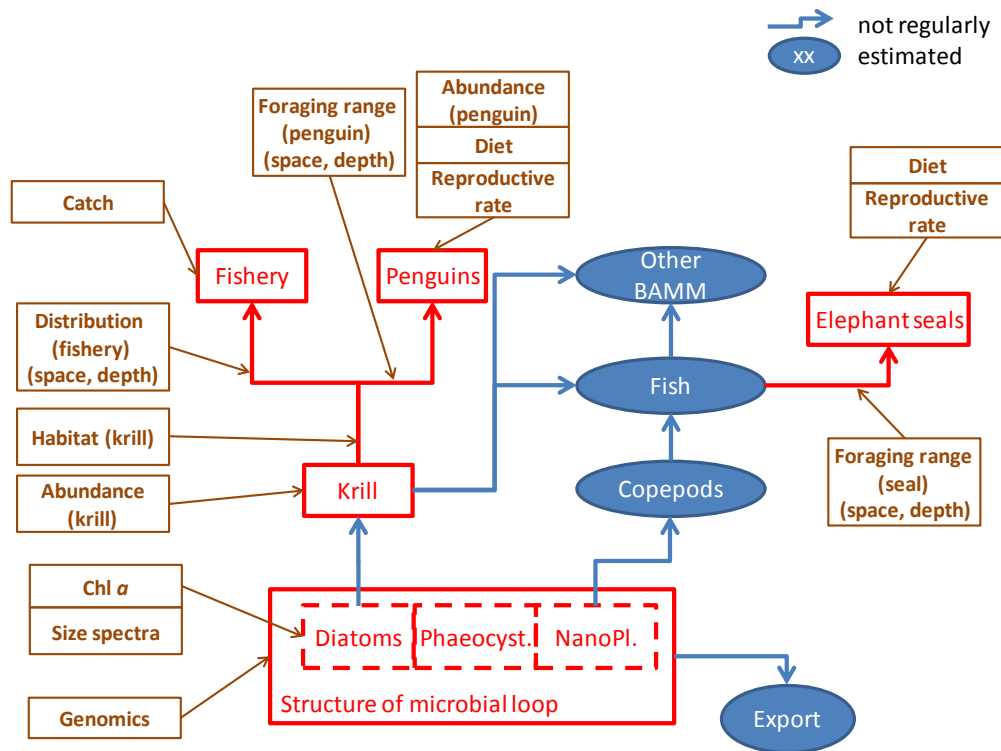 not regularly
estimated
xx
Foraging range
(penguin)
(space, depth)
Abundance
(penguin)
Diet
Reproductive
rate
Diet
Reproductive
rate
Catch
Fishery
Penguins
Other
BAMM
Elephant seals
Distribution
(fishery)
(space, depth)
Fish
Habitat (krill)
Abundance
(krill)
Krill
Copepods
Foraging range
(seal)
(space, depth)
Chl a
Size spectra
Diatoms
Phaeocyst.
NanoPl.
Genomics
Structure of microbial loop
Export